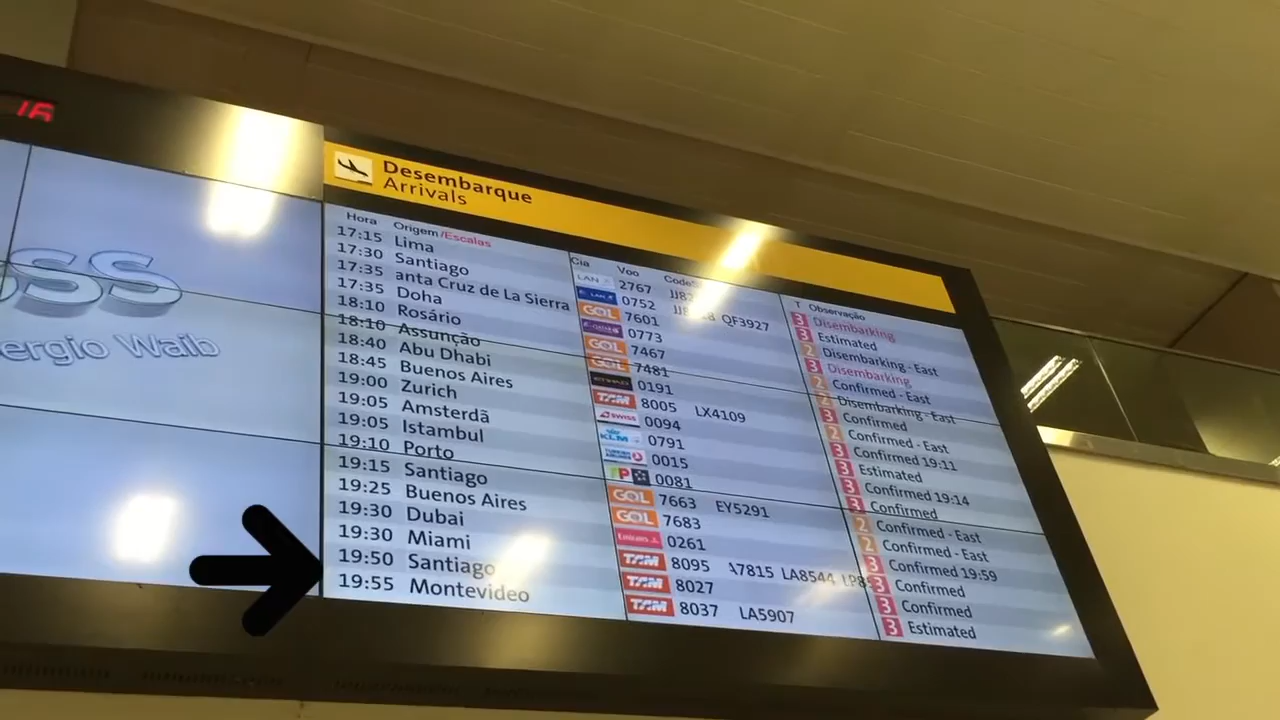 16
Desembarque
Arrivals
Hora Origem/Escalas Cia Voo T Observação
17:15 Lima LAN 2767 3 Disembarking
17:30 Santiago LAN 0752 QF3927 3 Estimated
17:35 anta Cruz de La Sierra GOL 7601 2 Disembarking - East
17:35 Doha 0773 3 Disembarking
18:10 Rosário GOL 7467 2 Confirmed - East
18:10 Assunção GOL 7481 2 Disembarking - East
18:40 Abu Dhabi ETIHAD 0191 3 Confirmed
18:45 Buenos Aires TAM 8005 LX4109 2 Confirmed - East
19:00 Zurich SWISS 0094 3 Confirmed 19:11
19:05 Amsterdã KLM 0791 3 Estimated
19:05 Istambul TURKISH AIRLINES 0015 3 Confirmed 19:14
19:10 Porto TP 0081 3 Confirmed
19:15 Santiago GOL 7663 EY5291 2 Confirmed - East
19:25 Buenos Aires GOL 7683 2 Confirmed - East
19:30 Dubai Emirates 0261 3 Confirmed 19:59
19:30 Miami TAM 8095 LA8544 3 Confirmed
19:50 Santiago TAM 8027 3 Confirmed
19:55 Montevideo TAM 8037 LA5907 3 Estimated
oss
ergio Waib